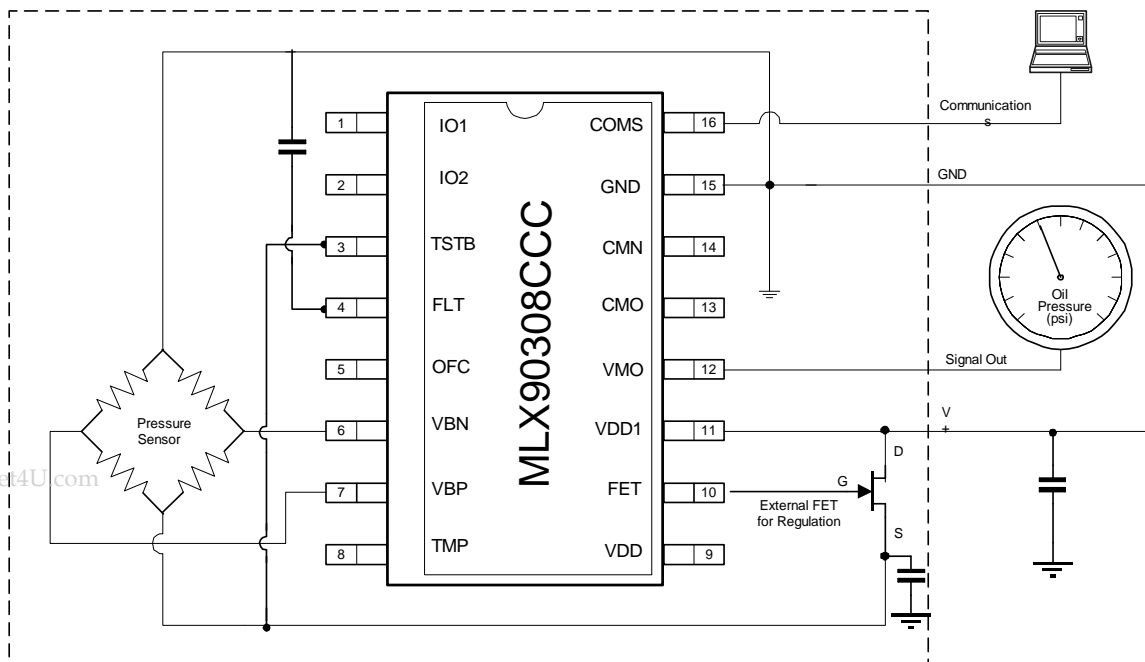 Communication
s
GND
Oil
Pressure
(psi)
Signal Out
V
+
MLX90308CCC
1 IO1
2 IO2
3 TSTB
4 FLT
5 OFC
6 VBN
7 VBP
8 TMP
COMS 16
GND 15
CMN 14
CMO 13
VMO 12
VDD1 11
FET 10
VDD 9
Pressure
Sensor
D
G
S
External FET
for Regulation
et4U.com